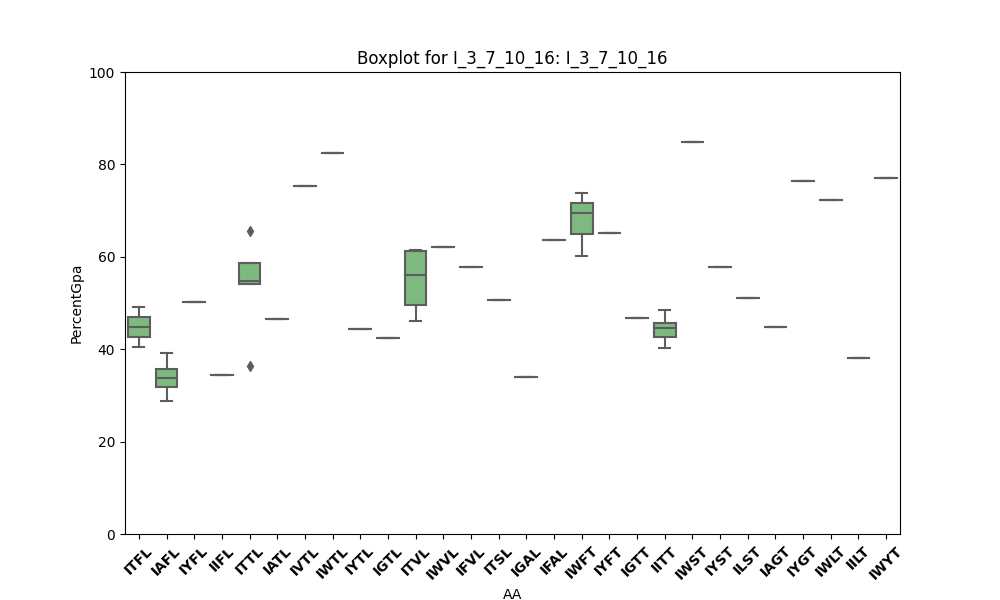 Boxplot for I_3_7_10_16: I_3_7_10_16
100
80
60
40
20
0
PercentGpa
ITFL IAFL IYFL IIFL ITTL IATL IVTL IWTL IYTL IGTL ITVL IWVL IFVL ITSL IGAL IFAL IWFT IYFT IGTT IITT IWST IYST ILST IAGT IYGT IWLT IILT IWYT
AA